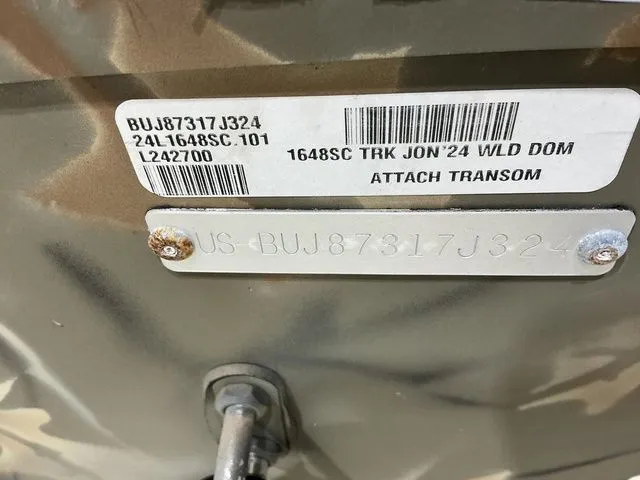 BUJ87317J324
24L1648SC.101
L242700
1648SC TRK JON '24 WLD DOM
ATTACH TRANSOM
US-BUJ87317J324